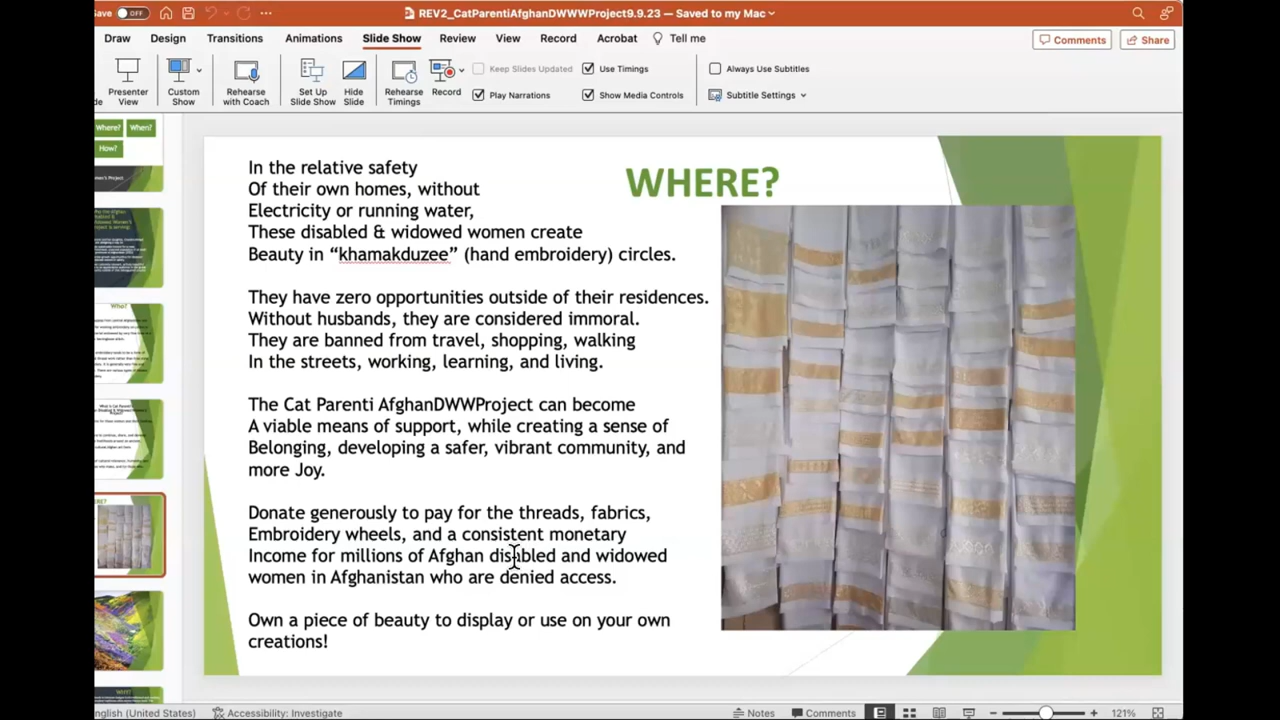 ave OFF REV2_CatParentiAfghanDWWWProject9.9.23 — Saved to my Mac
Draw Design Transitions Animations Slide Show Review View Record Acrobat Tell me Comments Share
Presenter View
Custom Show
Rehearse with Coach
Set Up Slide Show
Hide Slide
Rehearse Timings
Record
Keep Slides Updated
Play Narrations
Use Timings
Show Media Controls
Always Use Subtitles
Subtitle Settings
Where? When?
How?
WHERE?
In the relative safety
Of their own homes, without
Electricity or running water,
These disabled & widowed women create
Beauty in “khamakduzee” (hand emboidery) circles.
They have zero opportunities outside of their residences.
Without husbands, they are considered inmoral.
They are banned from travel, shopping, walking
In the streets, working, learning, and living.
The Cat Parenti AfghanDWWProject can become
A viable means of support, while creating a sense of
Belonging, developing a safer, vibrant community, and
more Joy.
Donate generously to pay for the threads, fabrics,
Embroidery wheels, and a consistent monetary
Income for millions of Afghan disabled and widowed
women in Afghanistan who are denied access.
Own a piece of beauty to display or use on your own
creations!
nglish (United States) Accessibility: Investigate Notes Comments 121%